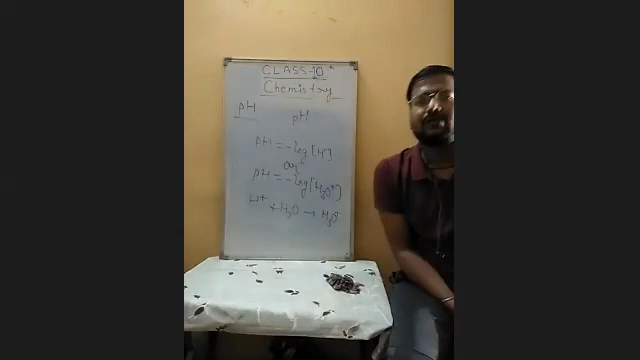 CLASS-10
Chemistry
pH
pH
pH = -log [H⁺]
or
pH = -log [H₃O⁺]
H⁺ + H₂O → H₃O⁺